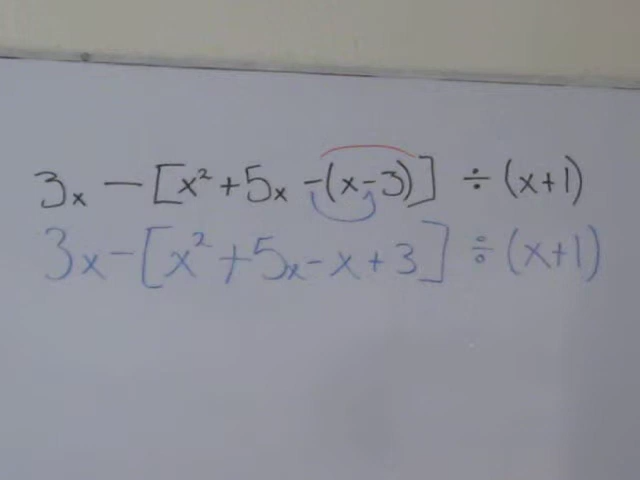 3x - [x² + 5x - (x - 3)] ÷ (x + 1)
3x - [x² + 5x - x + 3] ÷ (x + 1)